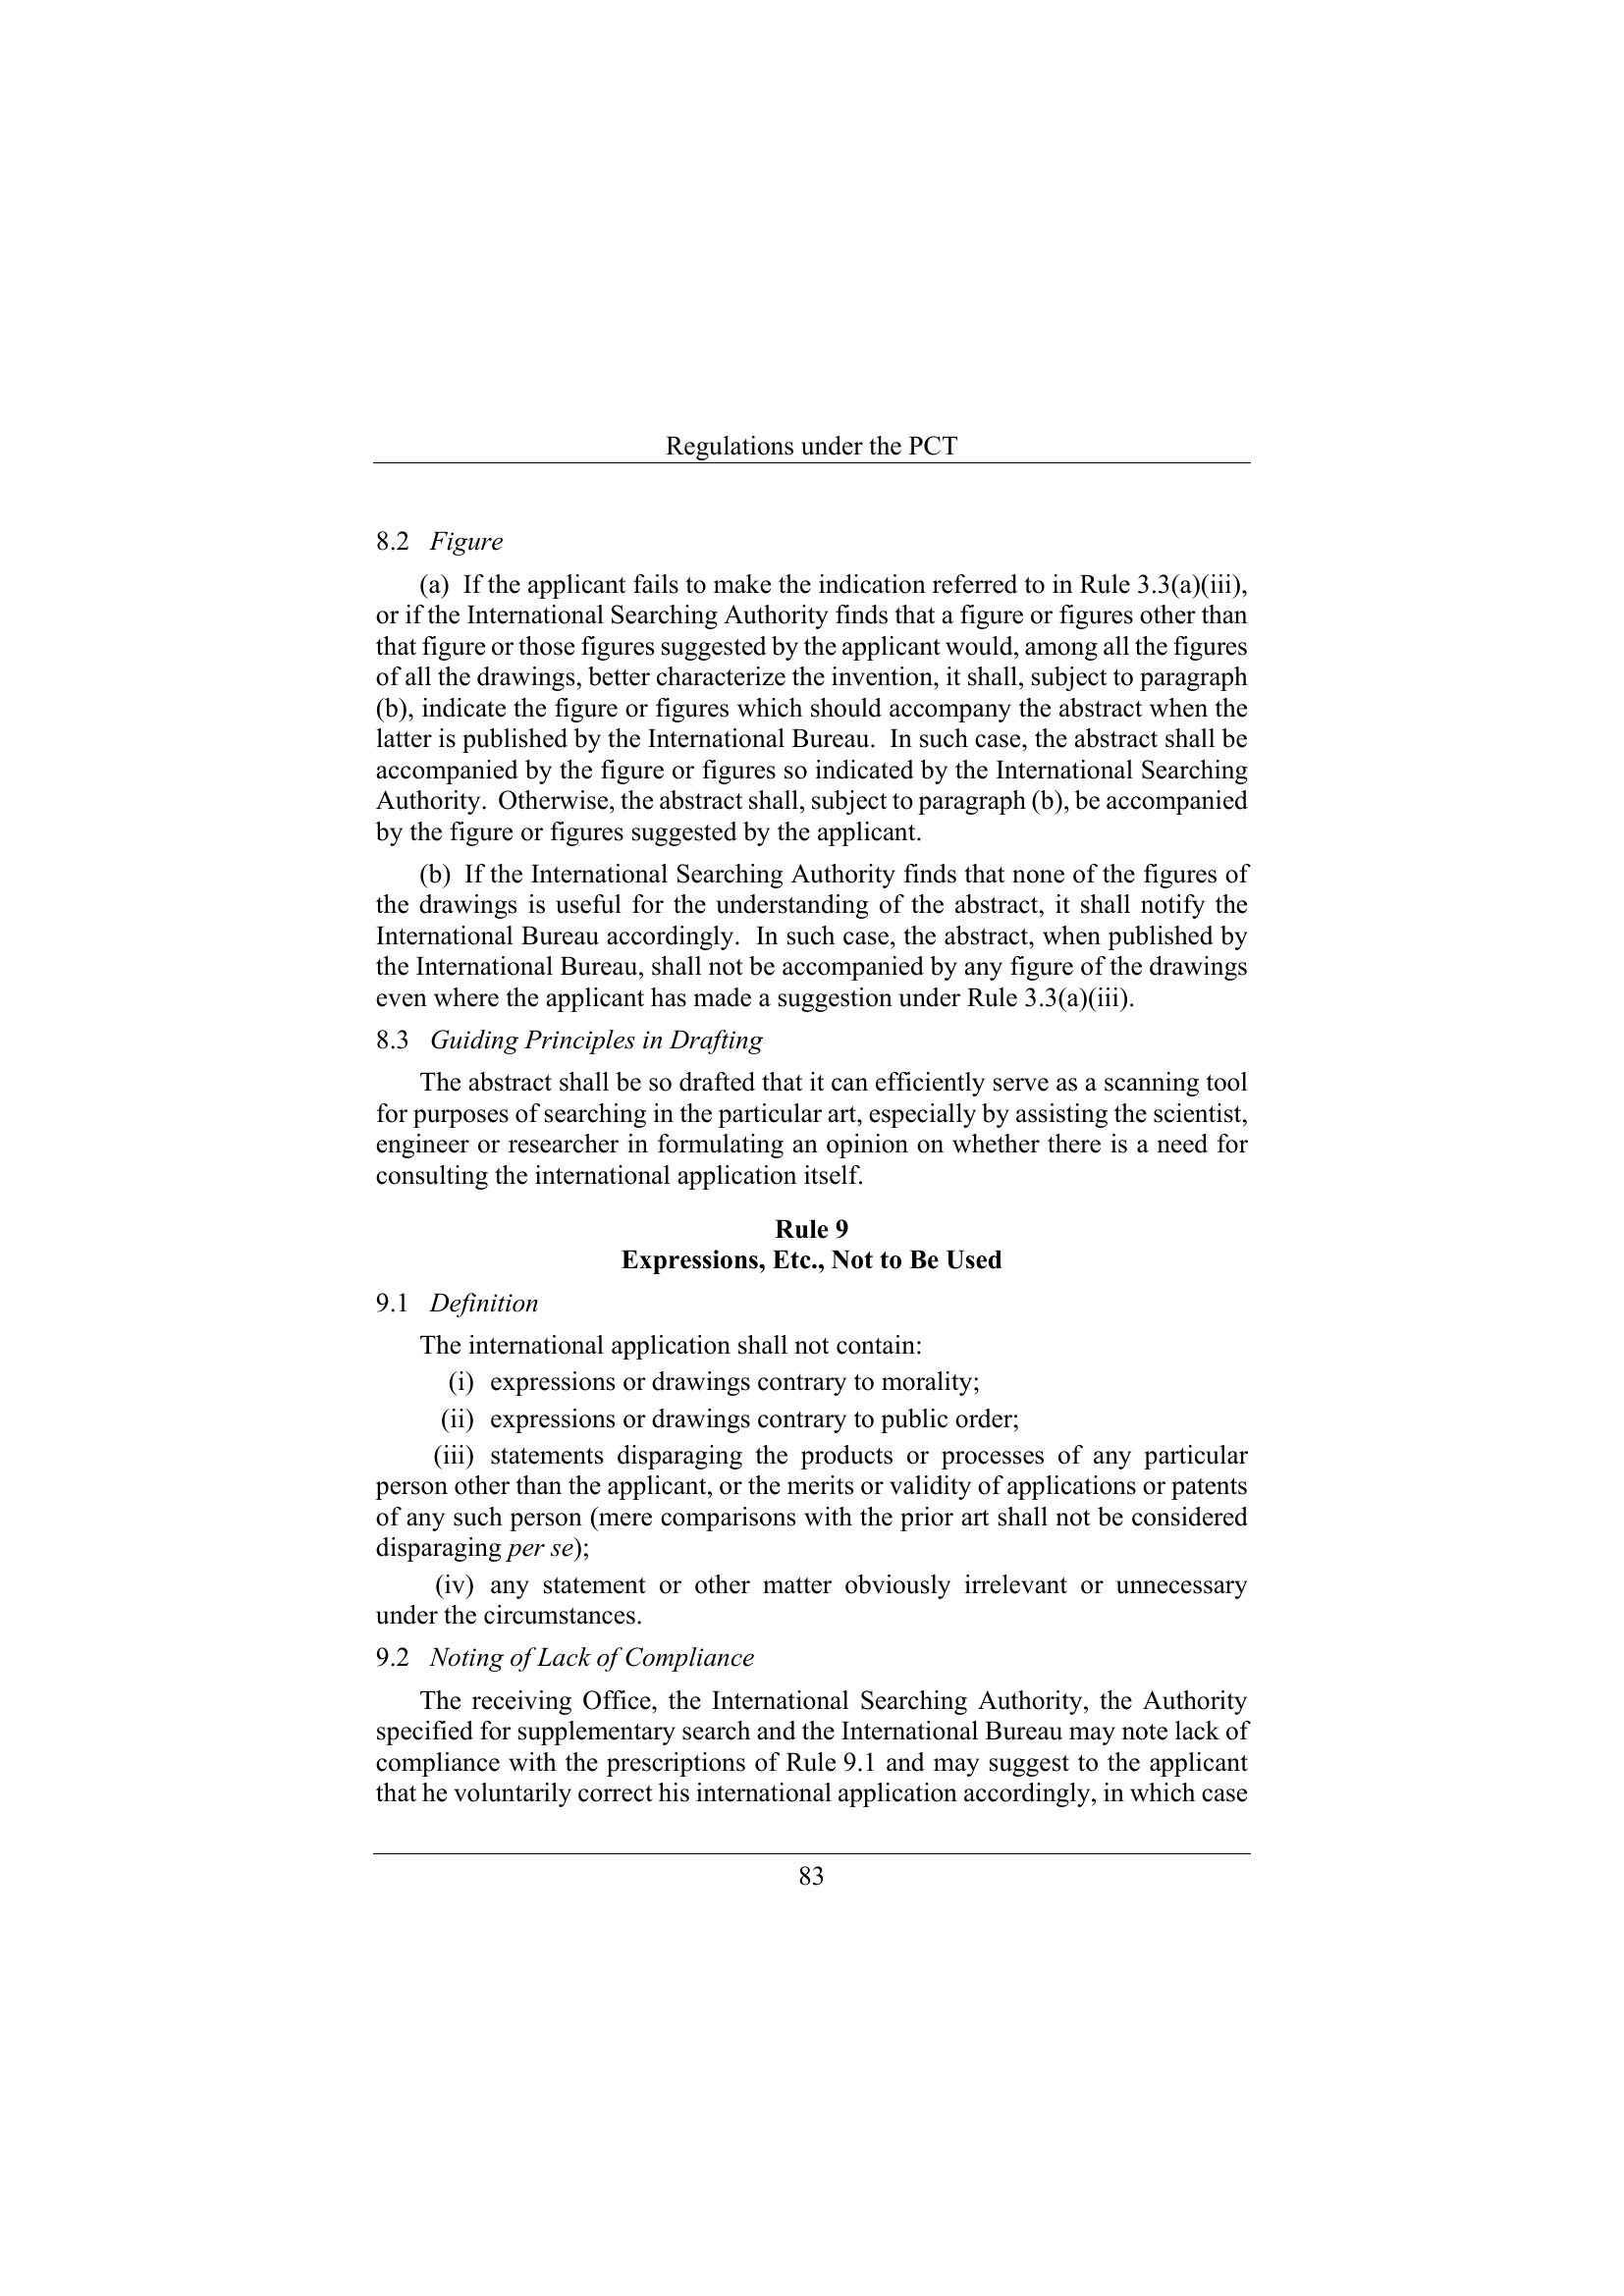 Regulations under the PCT
8.2 Figure
(a) If the applicant fails to make the indication referred to in Rule 3.3(a)(iii),
or if the International Searching Authority finds that a figure or figures other than
that figure or those figures suggested by the applicant would, among all the figures
of all the drawings, better characterize the invention, it shall, subject to paragraph
(b), indicate the figure or figures which should accompany the abstract when the
latter is published by the International Bureau. In such case, the abstract shall be
accompanied by the figure or figures so indicated by the International Searching
Authority. Otherwise, the abstract shall, subject to paragraph (b), be accompanied
by the figure or figures suggested by the applicant.
(b) If the International Searching Authority finds that none of the figures of
the drawings is useful for the understanding of the abstract, it shall notify the
International Bureau accordingly. In such case, the abstract, when published by
the International Bureau, shall not be accompanied by any figure of the drawings
even where the applicant has made a suggestion under Rule 3.3(a)(iii).
8.3 Guiding Principles in Drafting
The abstract shall be so drafted that it can efficiently serve as a scanning tool
for purposes of searching in the particular art, especially by assisting the scientist,
engineer or researcher in formulating an opinion on whether there is a need for
consulting the international application itself.
Rule 9
Expressions, Etc., Not to Be Used
9.1 Definition
The international application shall not contain:
(i) expressions or drawings contrary to morality;
(ii) expressions or drawings contrary to public order;
(iii) statements disparaging the products or processes of any particular
person other than the applicant, or the merits or validity of applications or patents
of any such person (mere comparisons with the prior art shall not be considered
disparaging per se);
(iv) any statement or other matter obviously irrelevant or unnecessary
under the circumstances.
9.2 Noting of Lack of Compliance
The receiving Office, the International Searching Authority, the Authority
specified for supplementary search and the International Bureau may note lack of
compliance with the prescriptions of Rule 9.1 and may suggest to the applicant
that he voluntarily correct his international application accordingly, in which case
83